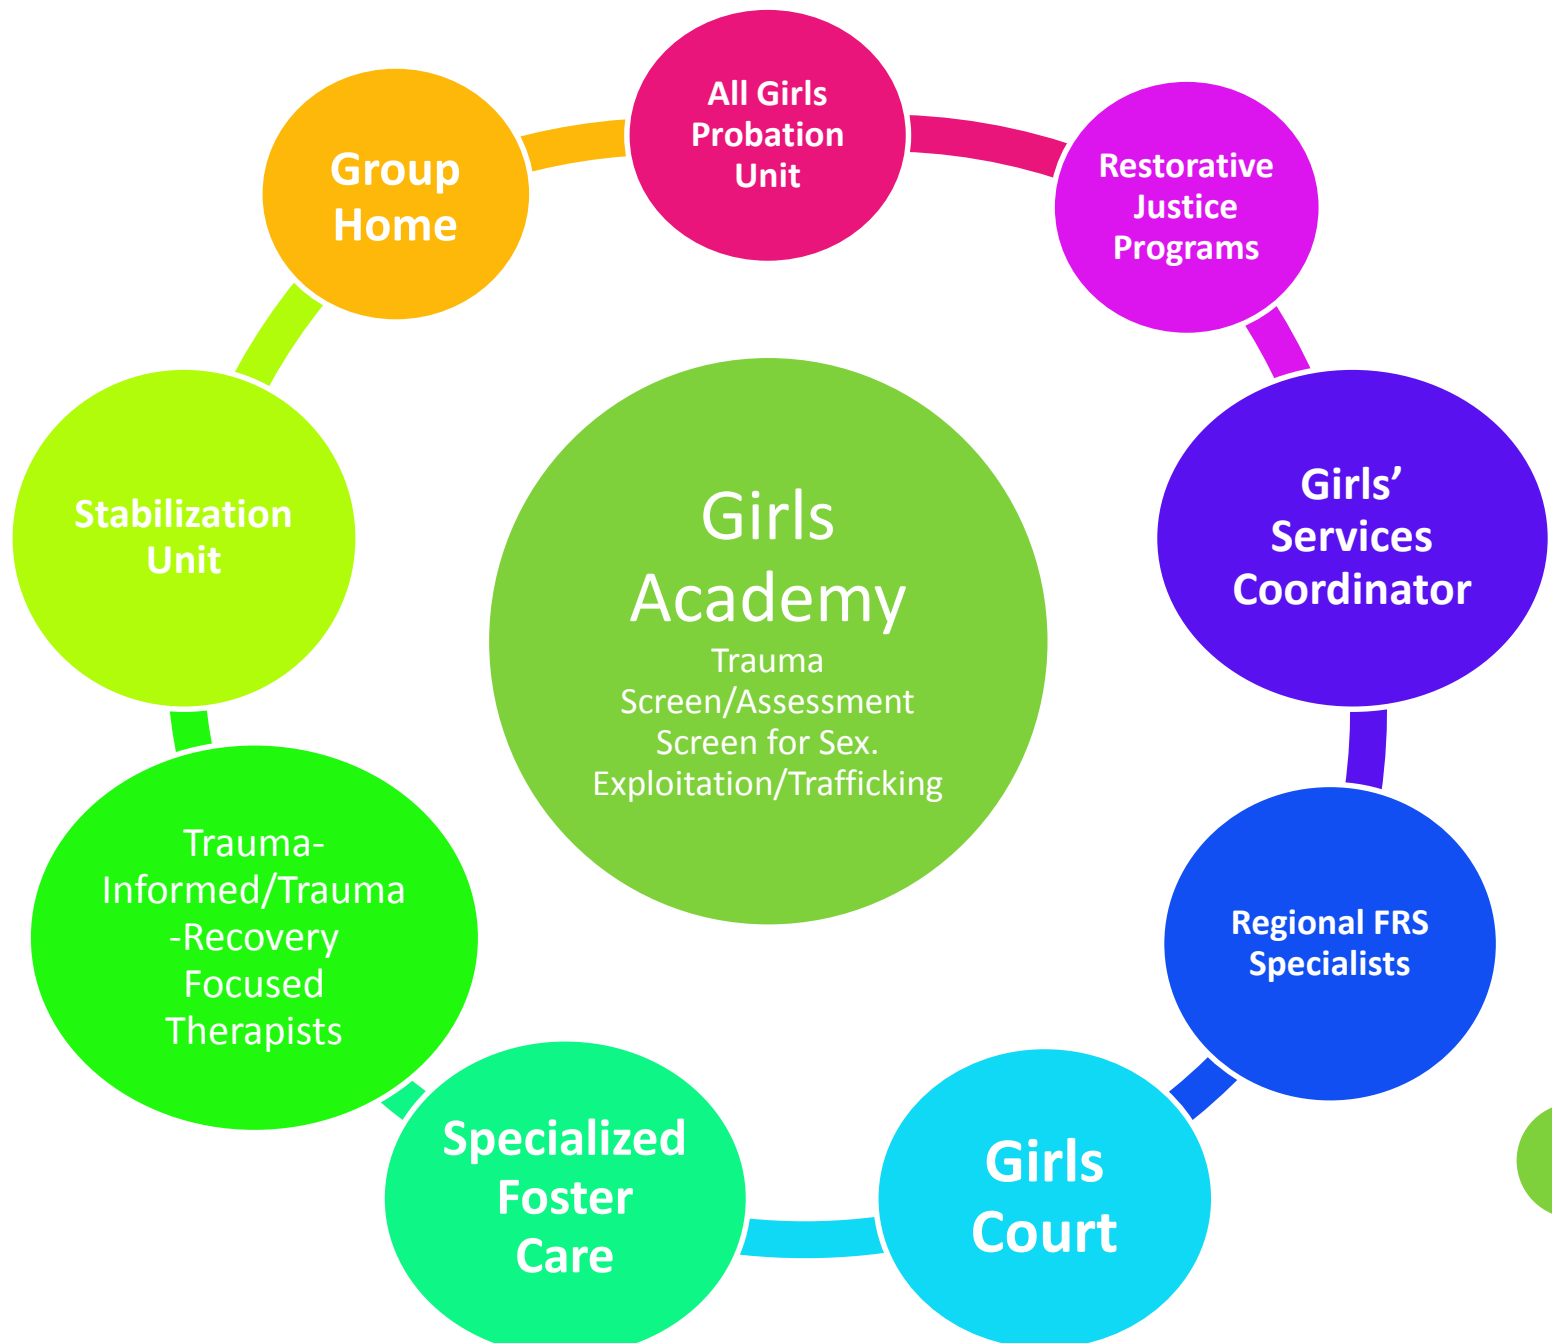 All Girls
Probation
Unit
Restorative
Justice
Programs
Girls’
Services
Coordinator
Regional FRS
Specialists
Girls
Court
Specialized
Foster
Care
Trauma-
Informed/Trauma
-Recovery
Focused
Therapists
Stabilization
Unit
Group
Home
Girls
Academy
Trauma
Screen/Assessment
Screen for Sex.
Exploitation/Trafficking